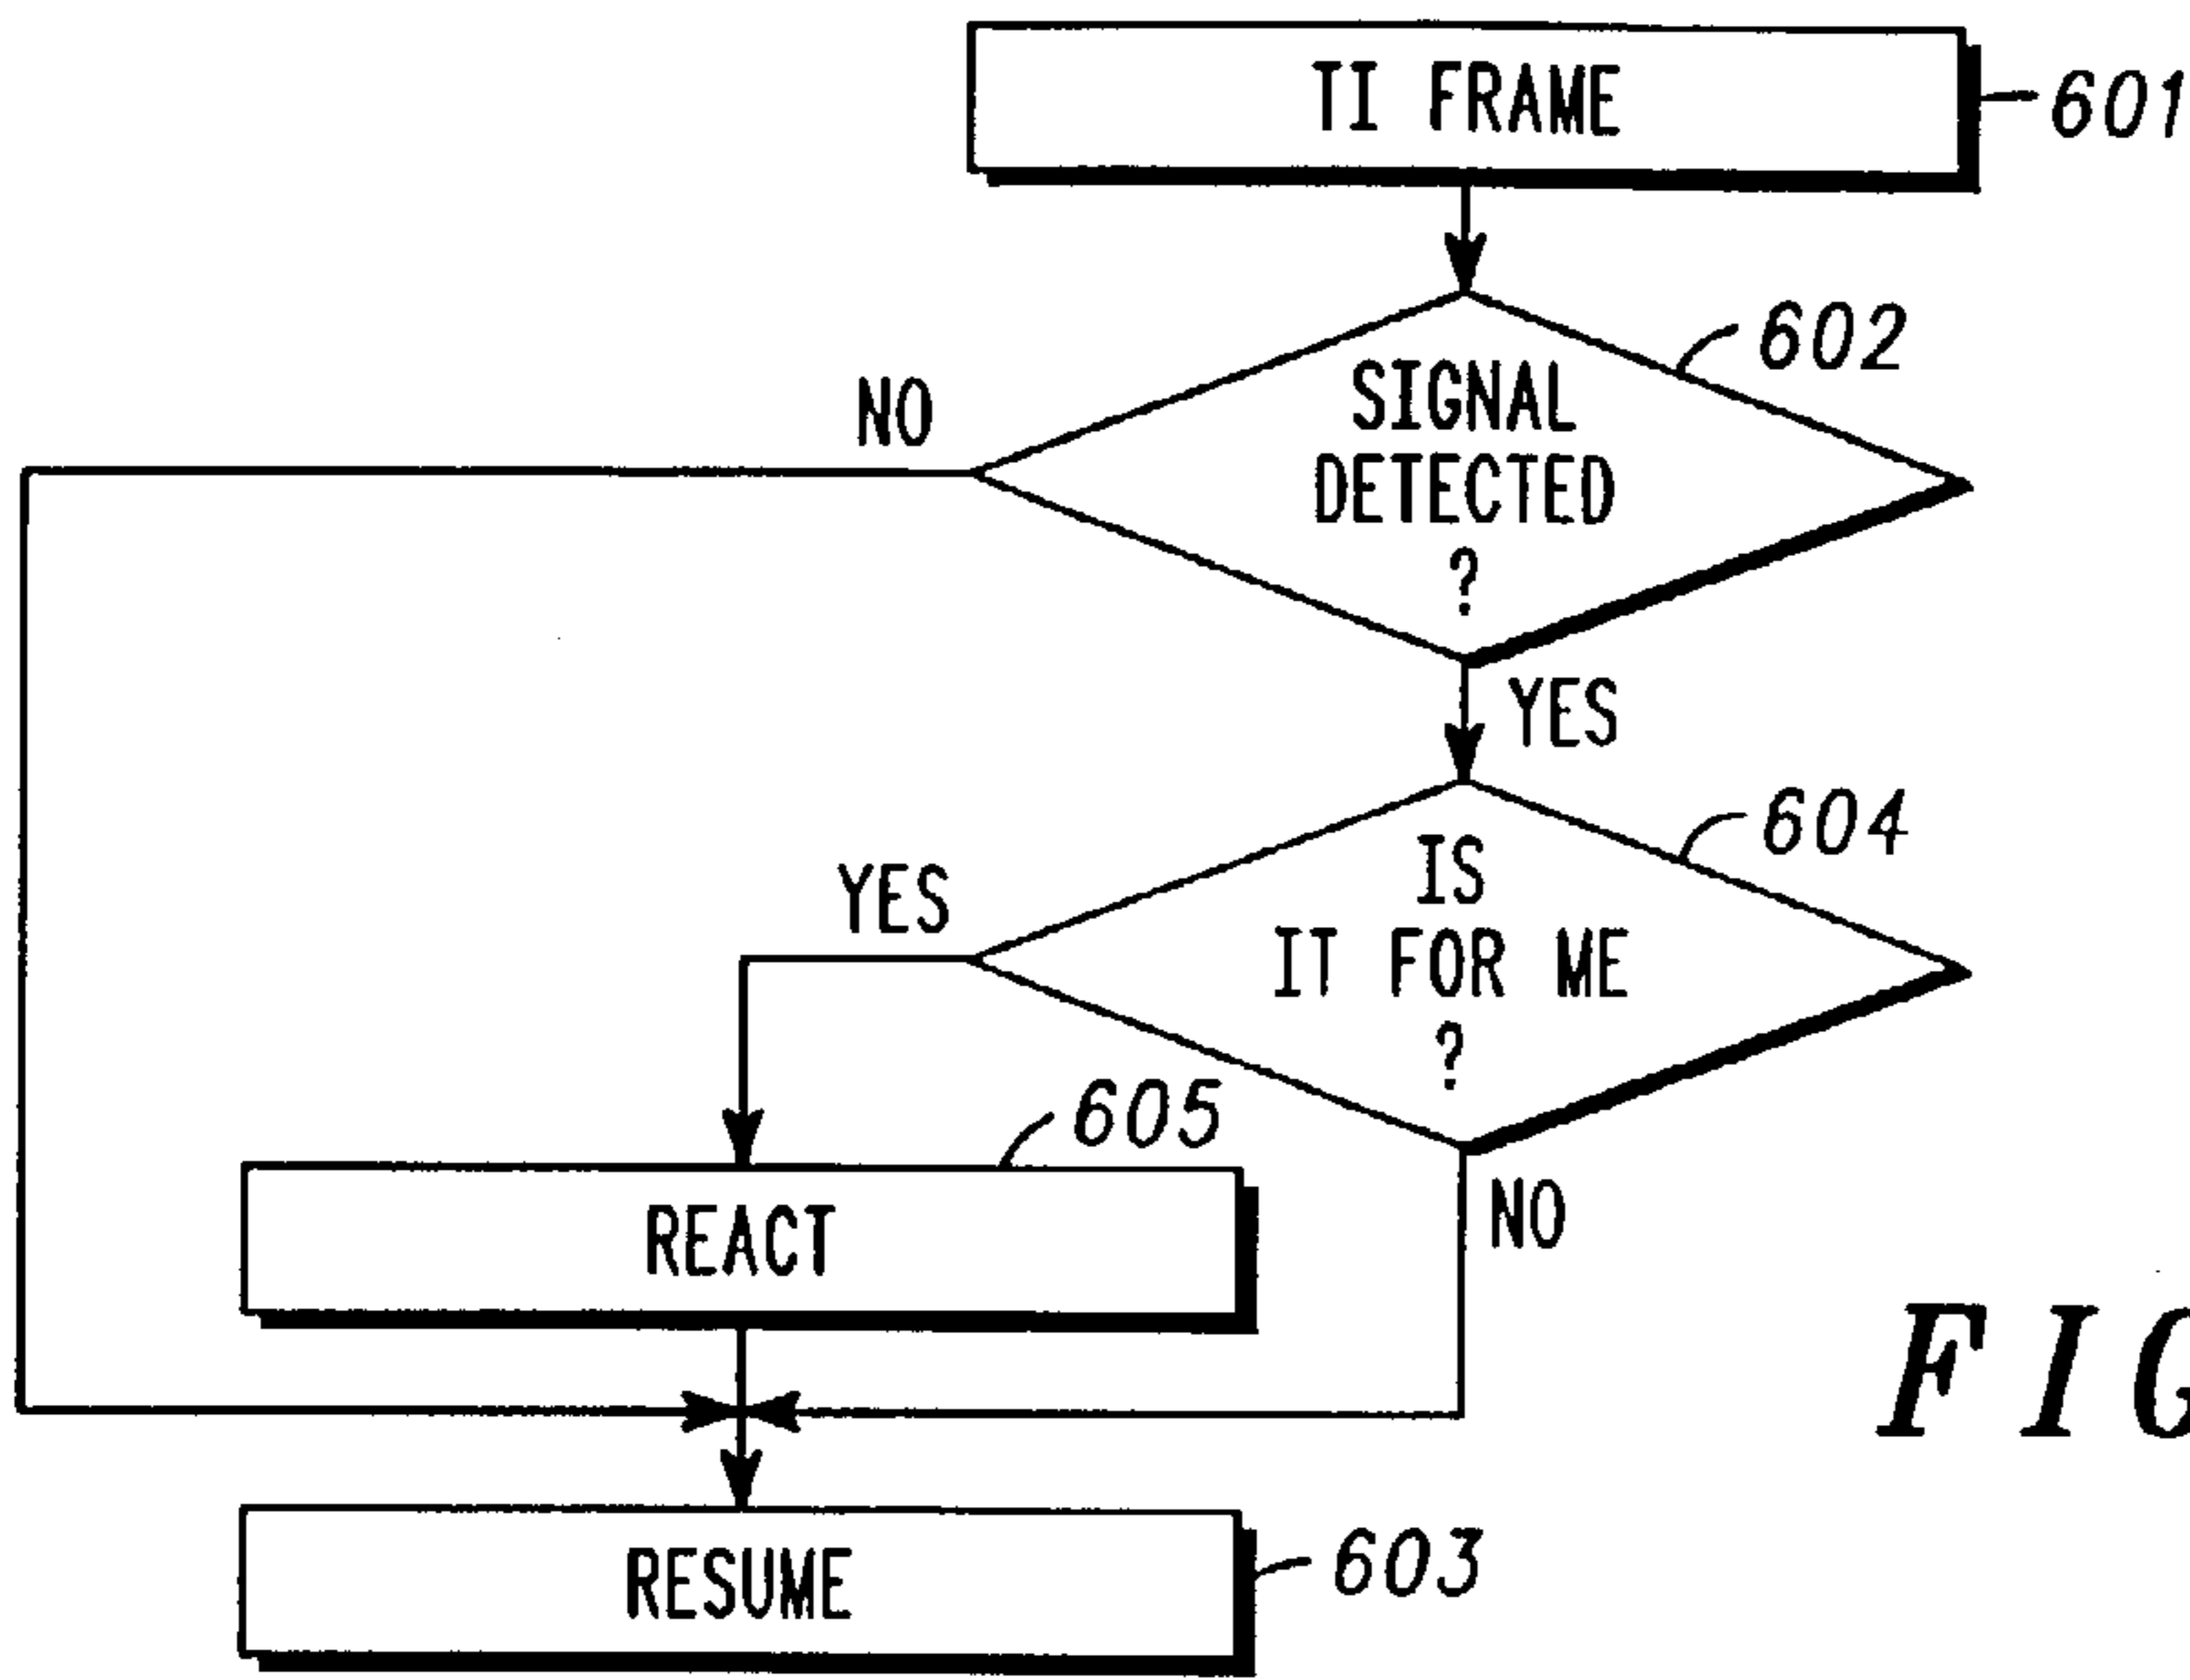 TI FRAME
601
602
SIGNAL
DETECTED
?
NO
YES
604
IS
IT FOR ME
?
YES
605
REACT
NO
RESUME
603